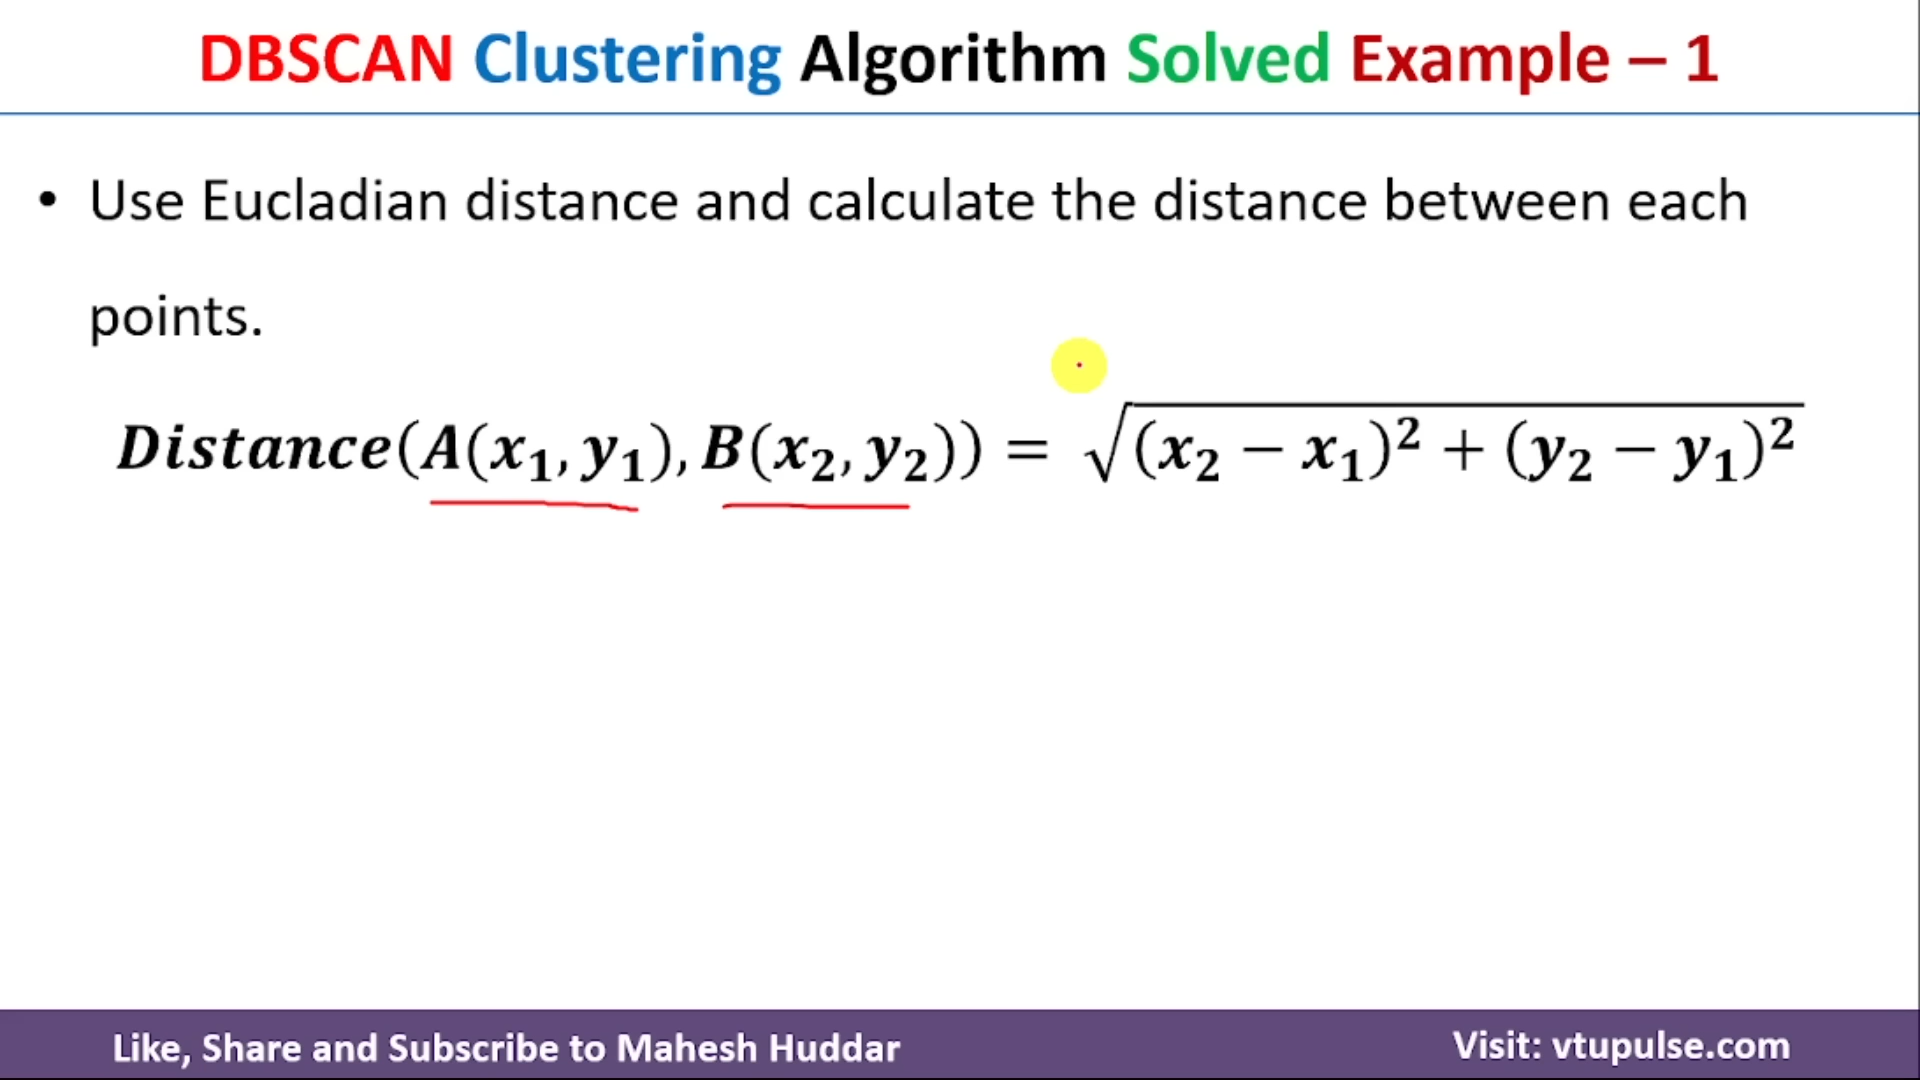 DBSCAN Clustering Algorithm Solved Example – 1
• Use Eucladian distance and calculate the distance between each
points.
Distance(A(x₁, y₁), B(x₂, y₂)) = √(x₂ − x₁)² + (y₂ − y₁)²
Like, Share and Subscribe to Mahesh Huddar
Visit: vtupulse.com